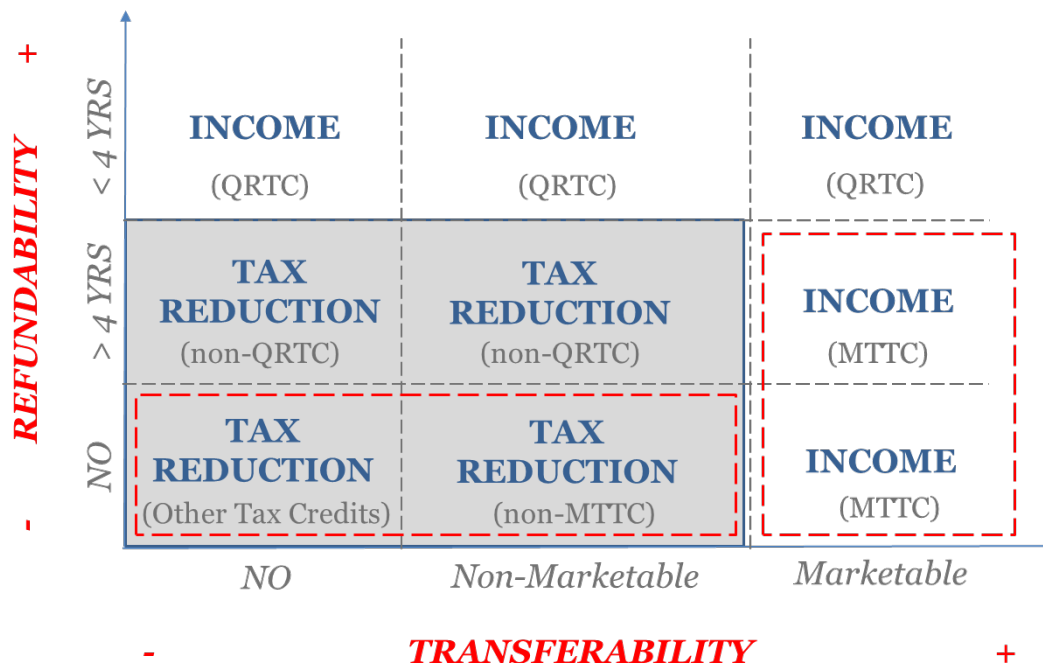 +
REFUNDABILITY
-
< 4 YRS
> 4 YRS
NO
INCOME
(QRTC)
INCOME
(QRTC)
INCOME
(QRTC)
TAX
REDUCTION
(non-QRTC)
TAX
REDUCTION
(non-QRTC)
INCOME
(MTTC)
TAX
REDUCTION
(Other Tax Credits)
TAX
REDUCTION
(non-MTTC)
INCOME
(MTTC)
NO
Non-Marketable
Marketable
-
TRANSFERABILITY
+